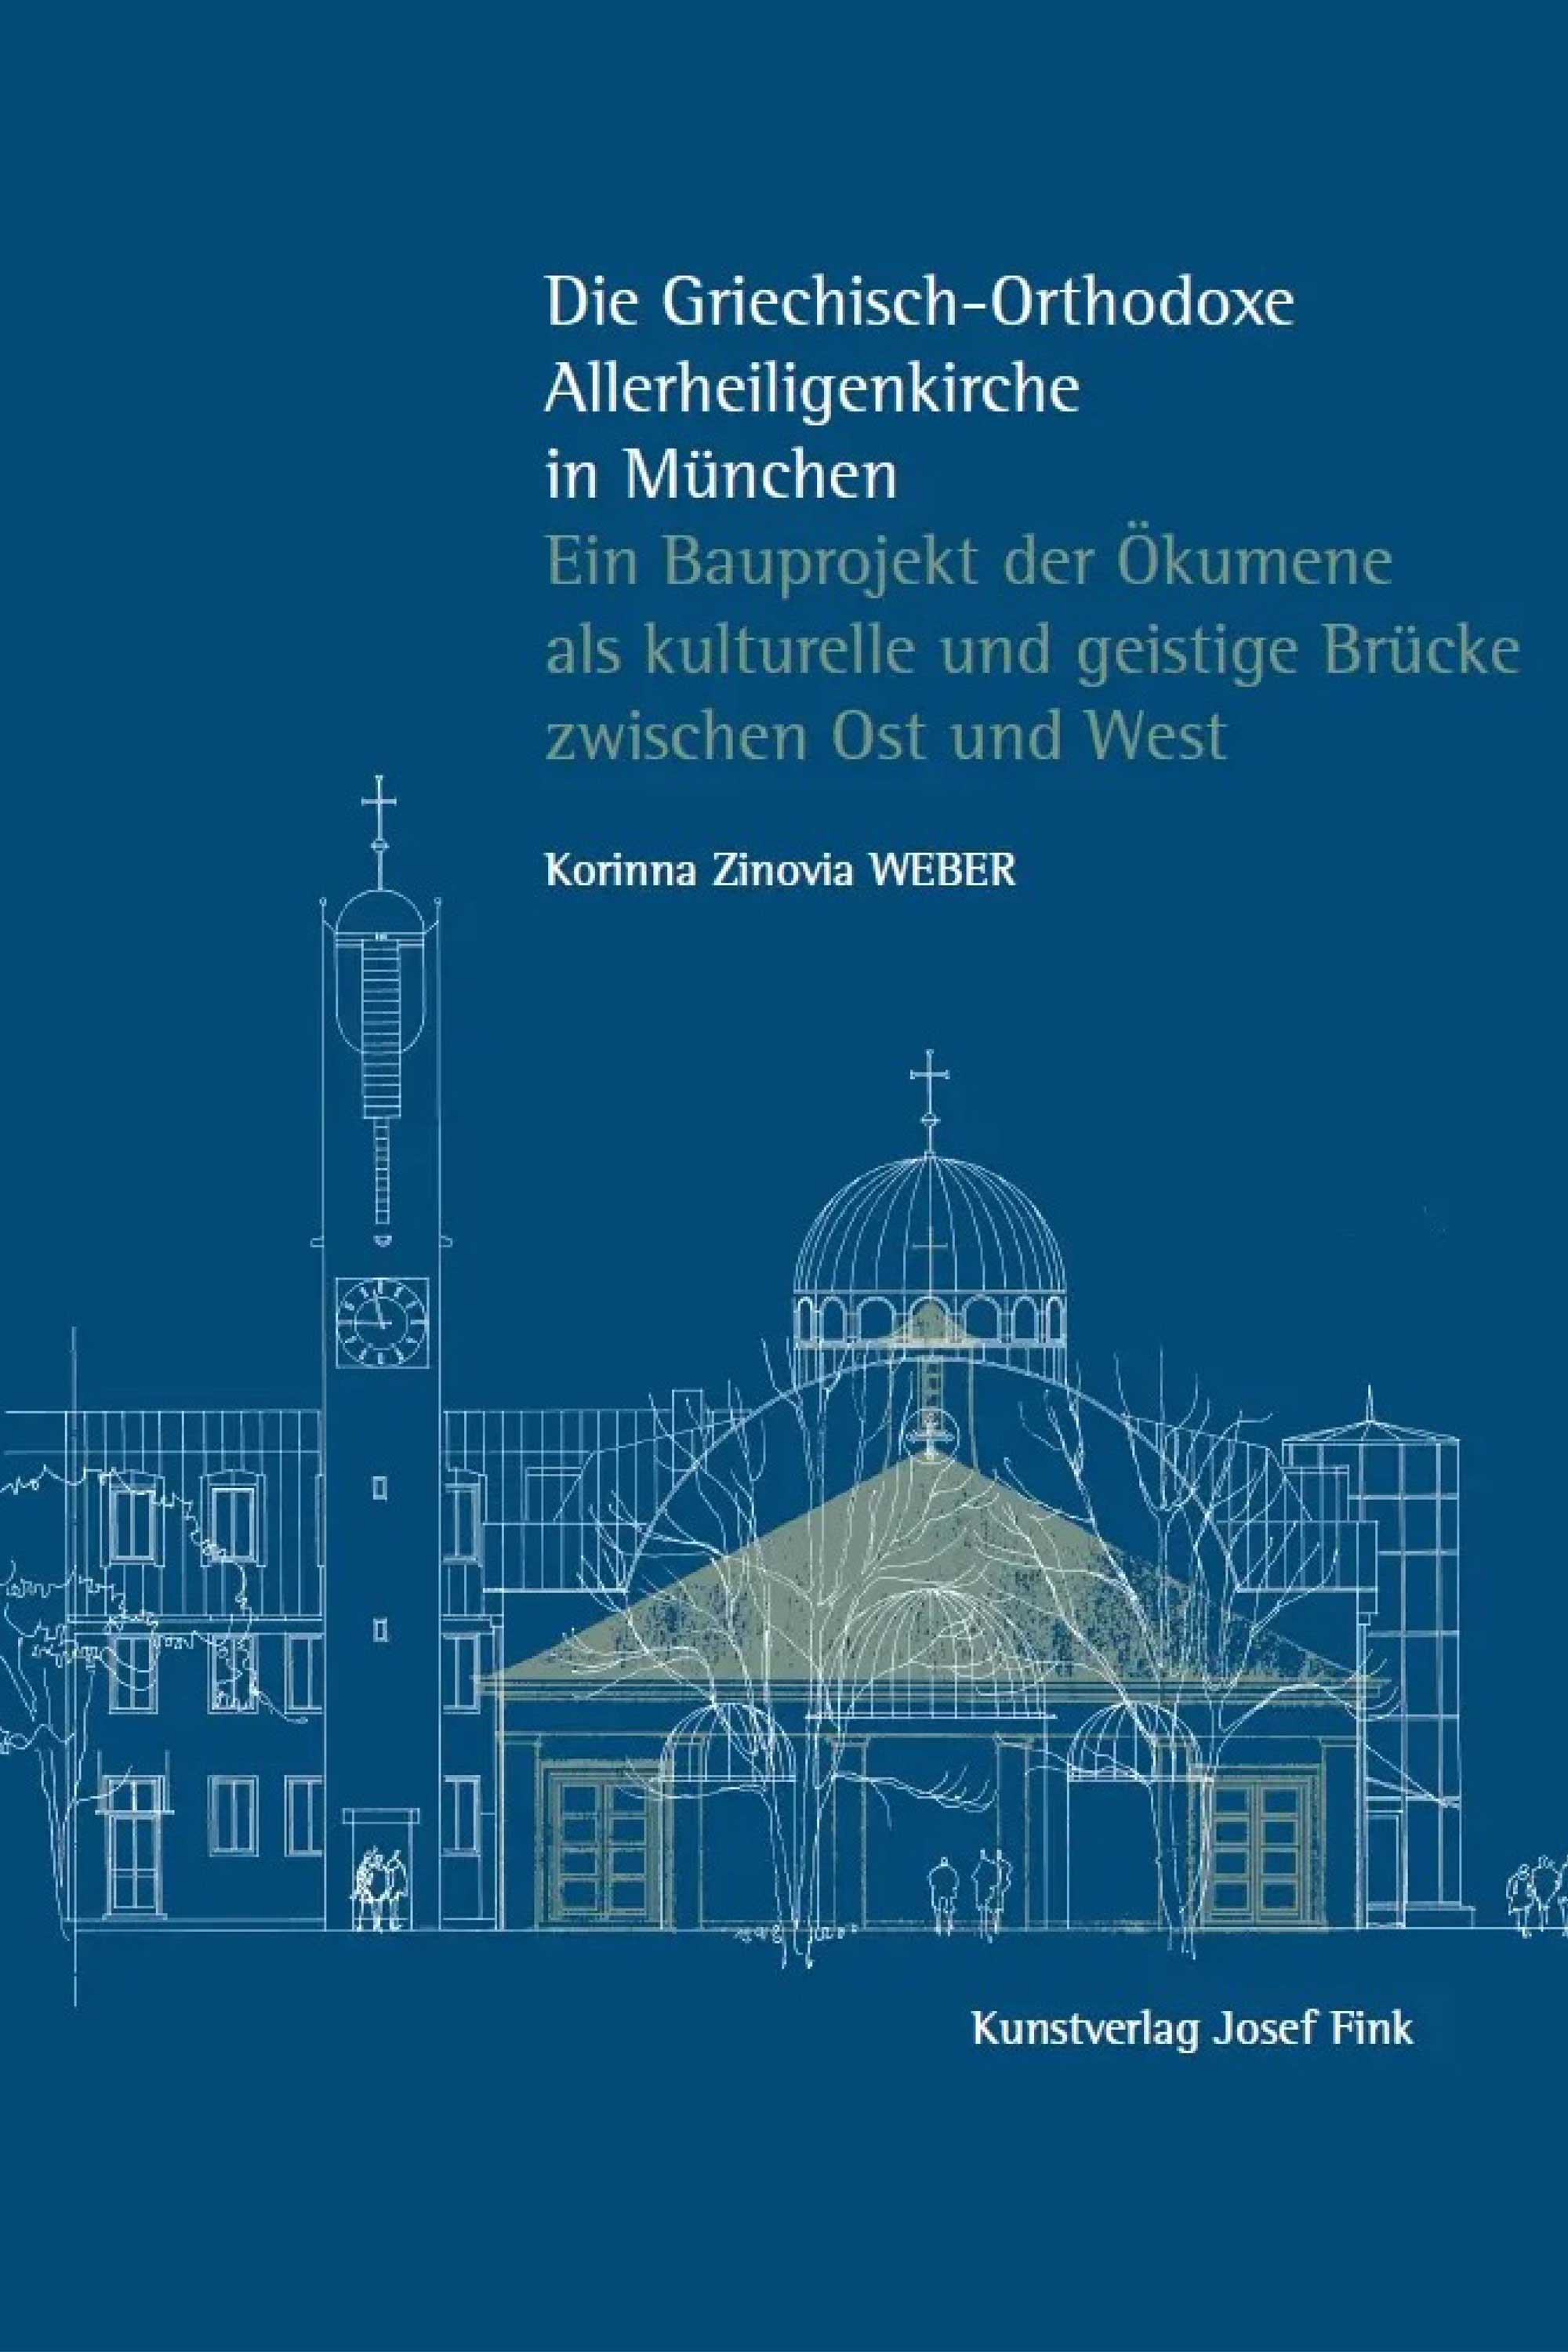 Die Griechisch-Orthodoxe
Allerheiligenkirche
in München
Ein Bauprojekt der Ökumene
als kulturelle und geistige Brücke
zwischen Ost und West
Korinna Zinovia WEBER
Kunstverlag Josef Fink